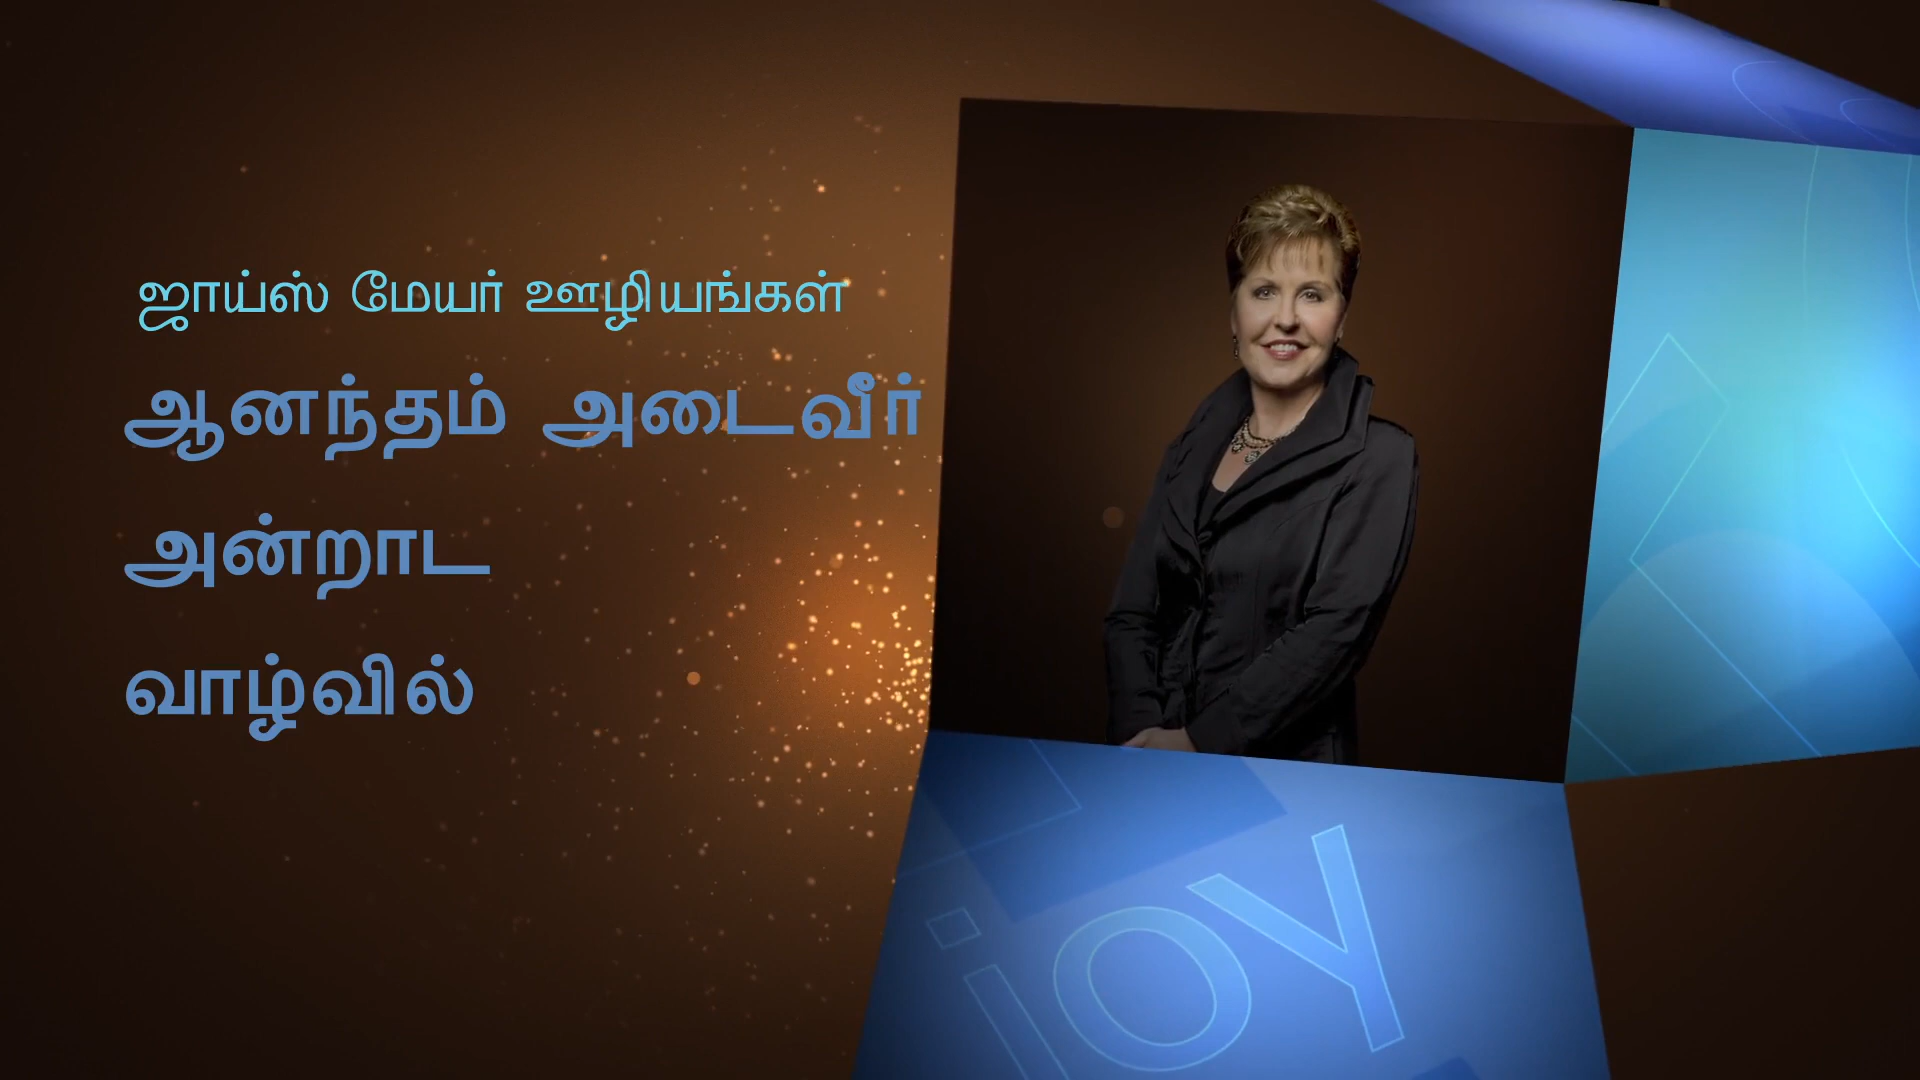 ஜாய்ஸ் மேயர் ஊழியங்கள்
ஆனந்தம் அடைவீர்
அன்றாட
வாழ்வில்
joy